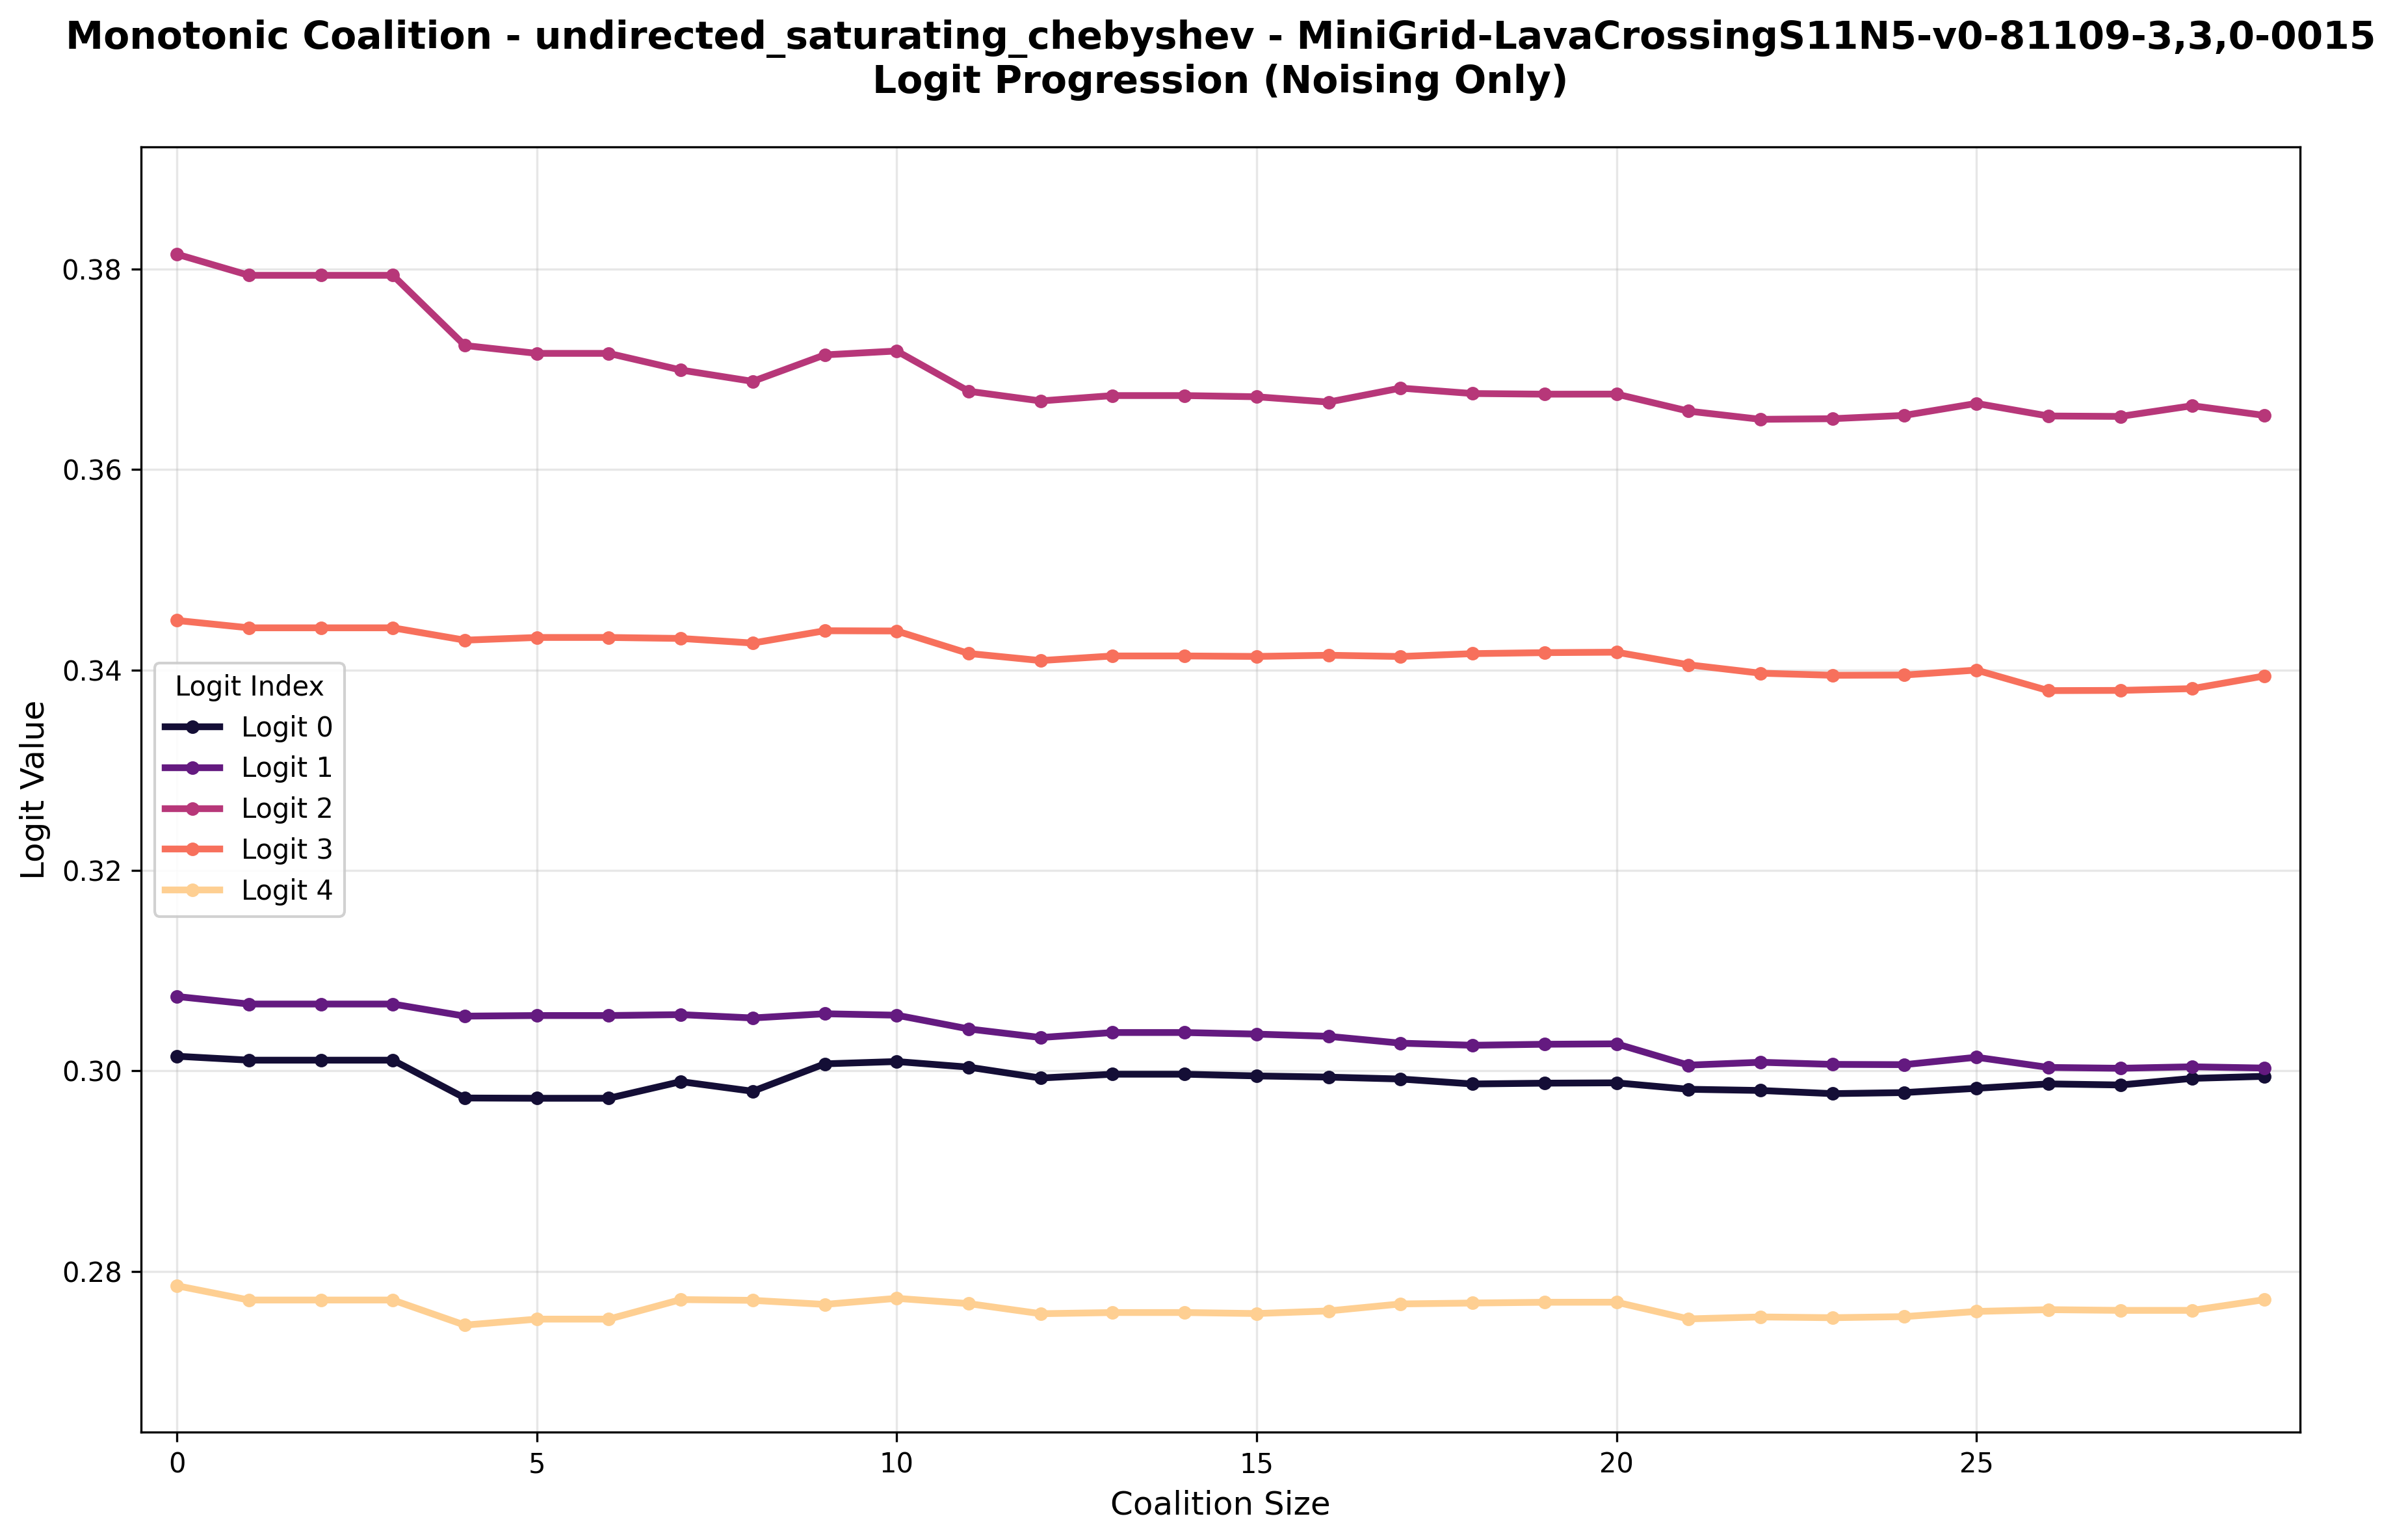 Monotonic Coalition - undirected_saturating_chebyshev - MiniGrid-LavaCrossingS11N5-v0-81109-3,3,0-0015
Logit Progression (Noising Only)
Logit Value
0.38
0.36
0.34
0.32
0.30
0.28
Logit Index
Logit 0
Logit 1
Logit 2
Logit 3
Logit 4
0 5 10 15 20 25
Coalition Size